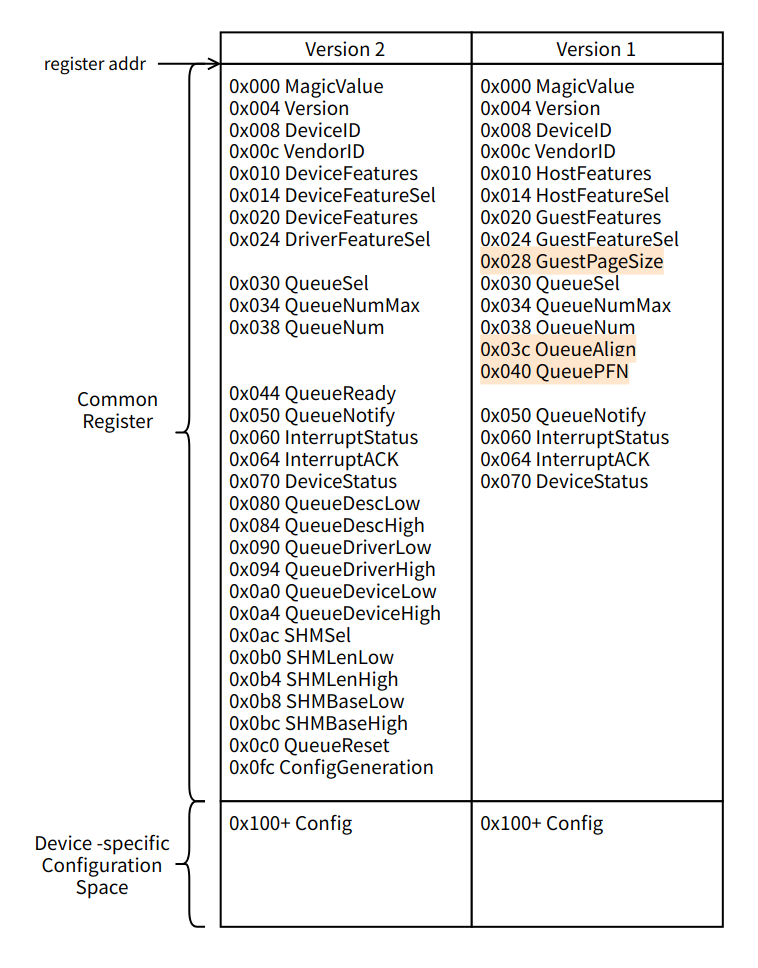 Version 2
Version 1
register addr
0x000 MagicValue
0x004 Version
0x008 DeviceID
0x00c VendorID
0x010 DeviceFeatures
0x014 DeviceFeatureSel
0x020 DeviceFeatures
0x024 DriverFeatureSel
0x030 QueueSel
0x034 QueueNumMax
0x038 QueueNum
0x044 QueueReady
0x050 QueueNotify
0x060 InterruptStatus
0x064 InterruptACK
0x070 DeviceStatus
0x080 QueueDescLow
0x084 QueueDescHigh
0x090 QueueDriverLow
0x094 QueueDriverHigh
0x0a0 QueueDeviceLow
0x0a4 QueueDeviceHigh
0x0ac SHMSel
0x0b0 SHMLenLow
0x0b4 SHMLenHigh
0x0b8 SHMBaseLow
0x0bc SHMBaseHigh
0x0c0 QueueReset
0x0fc ConfigGeneration
0x000 MagicValue
0x004 Version
0x008 DeviceID
0x00c VendorID
0x010 HostFeatures
0x014 HostFeatureSel
0x020 GuestFeatures
0x024 GuestFeatureSel
0x028 GuestPageSize
0x030 QueueSel
0x034 QueueNumMax
0x038 QueueNum
0x03c QueueAlign
0x040 QueuePFN
0x050 QueueNotify
0x060 InterruptStatus
0x064 InterruptACK
0x070 DeviceStatus
Common
Register
Device -specific
Configuration
Space
0x100+ Config
0x100+ Config